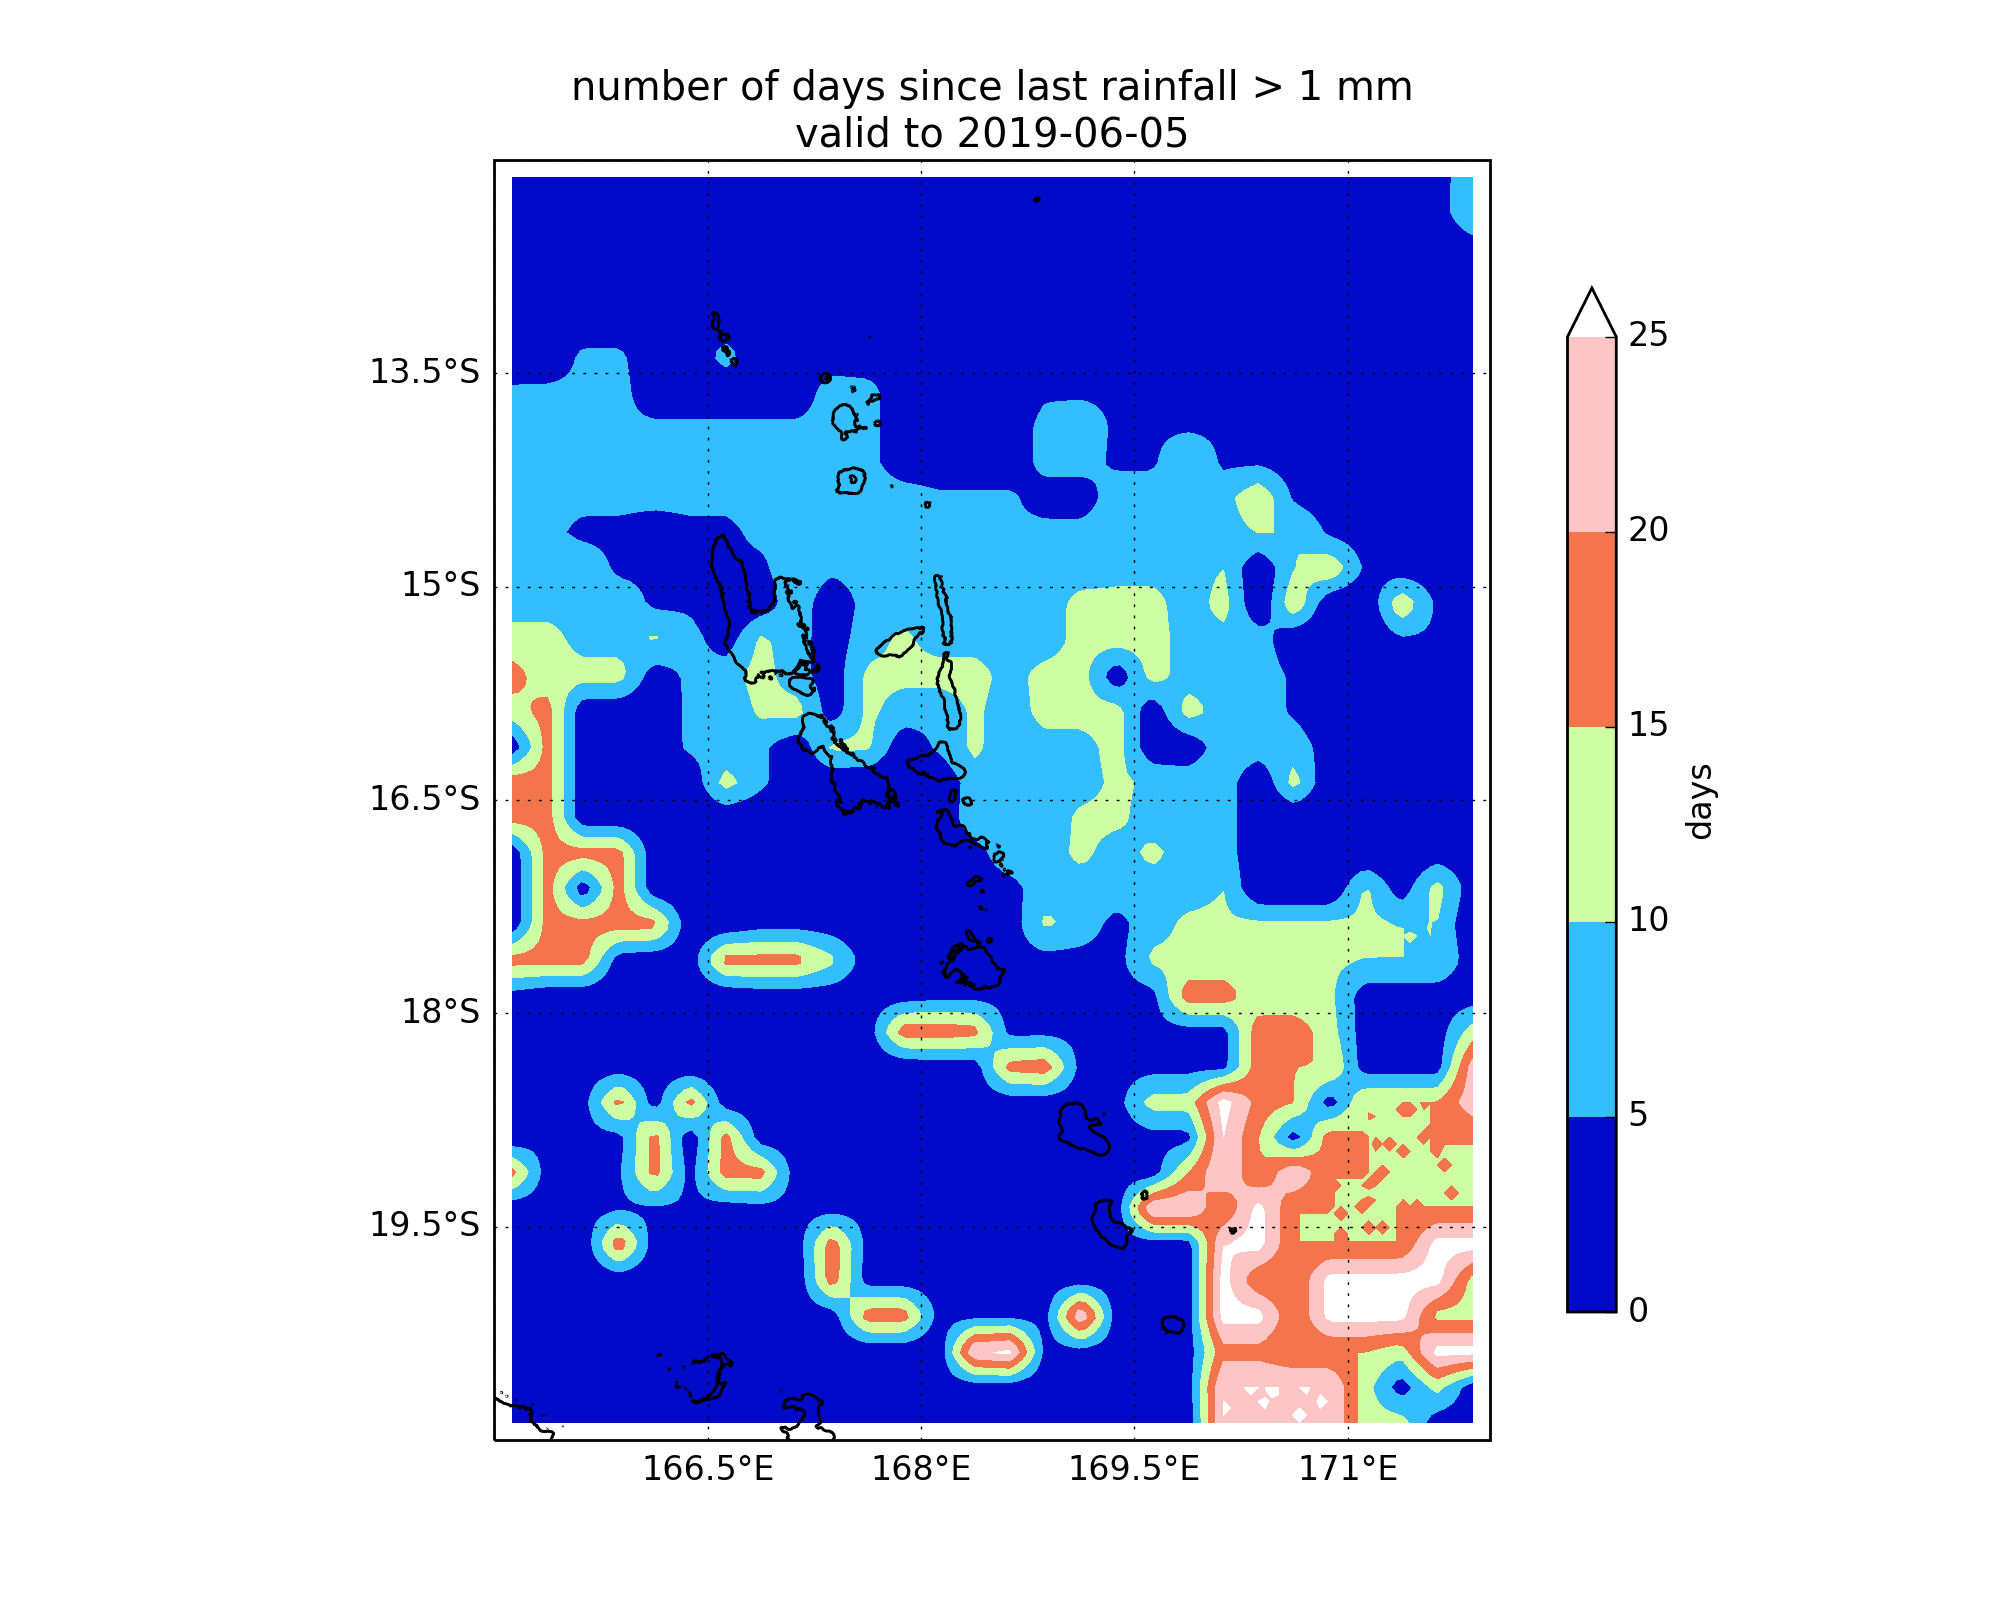 number of days since last rainfall > 1 mm
valid to 2019-06-05
13.5°S
15°S
16.5°S
18°S
19.5°S
166.5°E
168°E
169.5°E
171°E
25
20
15
10
5
0
days